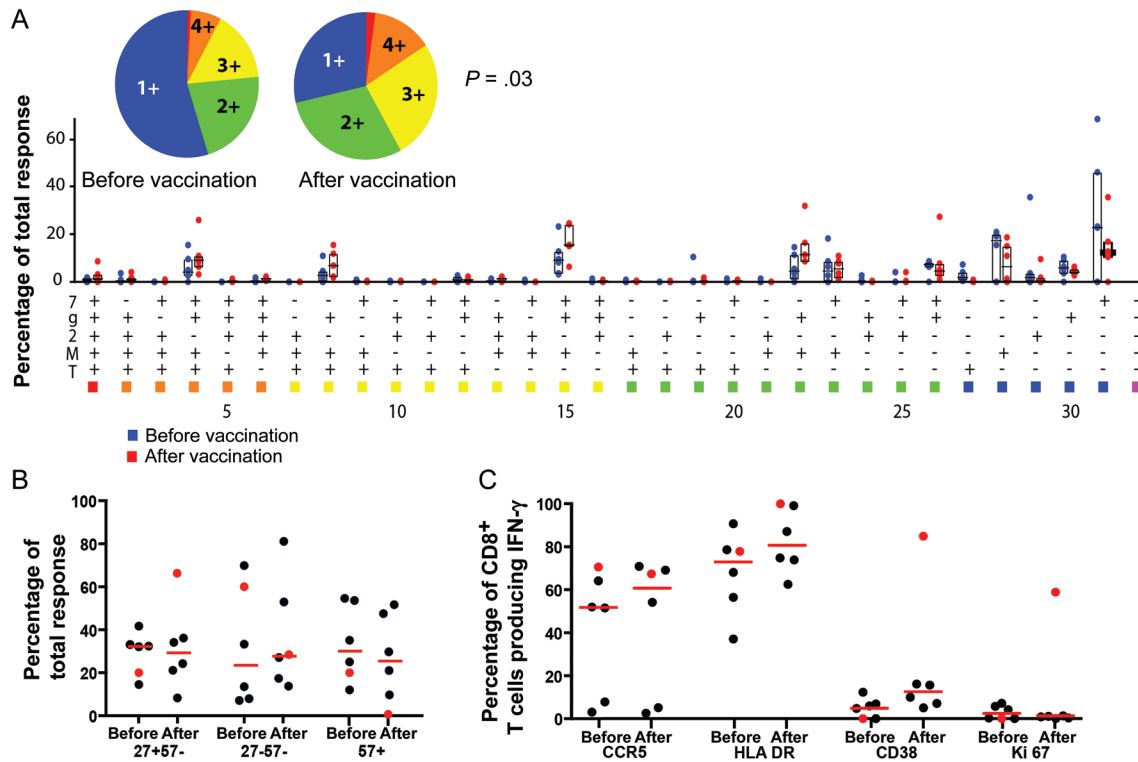 A
4+
1+
3+
2+
4+
1+
3+
2+
P = .03
Before vaccination
After vaccination
Percentage of total response
60
40
20
0
7
g
2
M
T
5
10
15
20
25
30
Before vaccination
After vaccination
B
Percentage of
total response
100
80
60
40
20
0
Before After
27+57-
Before After
27-57-
Before After
57+
C
Percentage of CD8+
T cells producing IFN-γ
100
80
60
40
20
0
Before After
CCR5
Before After
HLA DR
Before After
CD38
Before After
Ki 67